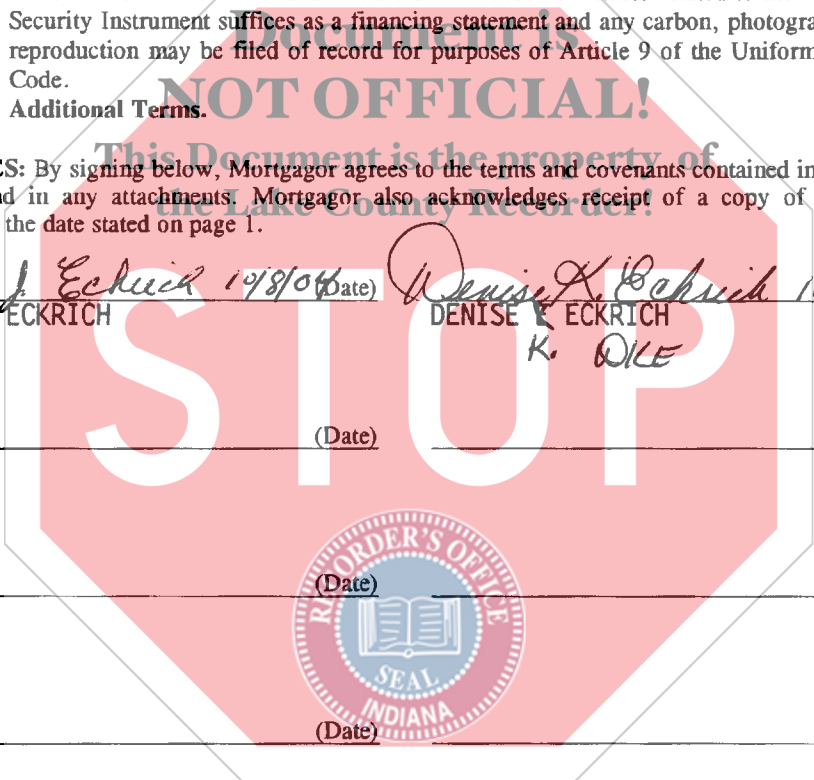 Security Instrument suffices as a financing statement and any carbon, photogra
reproduction may be filed of record for purposes of Article 9 of the Uniform
Code.
Additional Terms.
Document is
NOT OFFICIAL!
This Document is the property of
the Lake County Recorder!
ES: By signing below, Mortgagor agrees to the terms and covenants contained in
nd in any attachments. Mortgagor also acknowledges receipt of a copy of
the date stated on page 1.
J. Eckrich 10/8/04 (Date) Denise K. Eckrich
ECKRICH DENISE E ECKRICH
K. DKE
STOP
(Date)
(Date)
(Date)
RECORDER'S OFFICE
SEAL
INDIANA